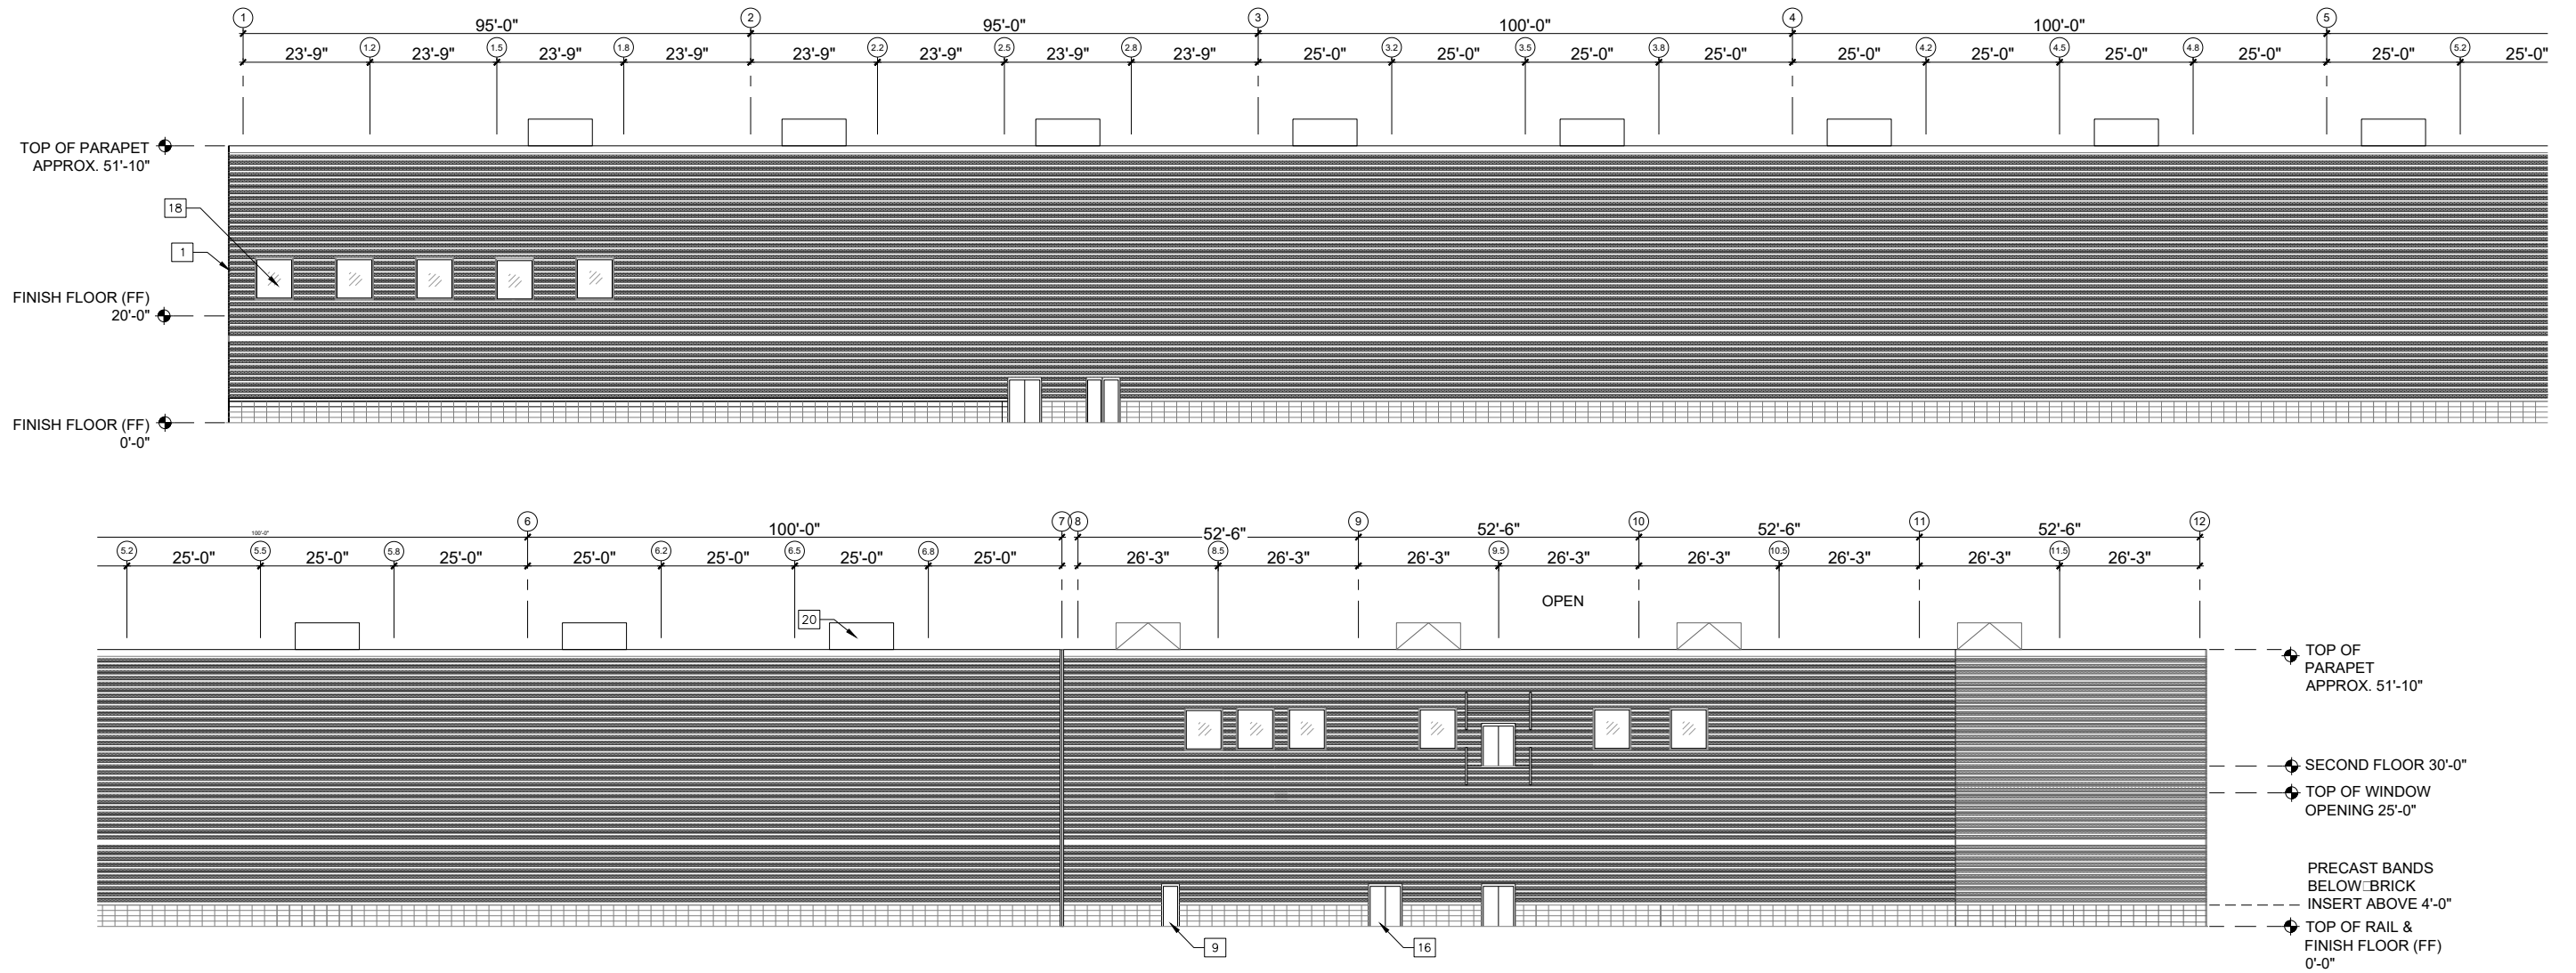 1 2 3 4 5
95'-0" 95'-0" 100'-0" 100'-0"
1.2 1.5 1.8 2.2 2.5 2.8 3.2 3.5 3.8 4.2 4.5 4.8 5.2
23'-9" 23'-9" 23'-9" 23'-9" 23'-9" 23'-9" 23'-9" 23'-9" 25'-0" 25'-0" 25'-0" 25'-0" 25'-0" 25'-0" 25'-0" 25'-0" 25'-0" 25'-0"
TOP OF PARAPET
APPROX. 51'-10"
18
1
FINISH FLOOR (FF)
20'-0"
FINISH FLOOR (FF)
0'-0"
6 7 8 9 10 11 12
100'-0" 100'-0" 52'-6" 52'-6" 52'-6" 52'-6"
5.2 5.5 5.8 6.2 6.5 6.8 8.5 9.5 10.5 11.5
25'-0" 25'-0" 25'-0" 25'-0" 25'-0" 25'-0" 25'-0" 26'-3" 26'-3" 26'-3" 26'-3" 26'-3" 26'-3" 26'-3" 26'-3"
OPEN
20
TOP OF
PARAPET
APPROX. 51'-10"
SECOND FLOOR 30'-0"
TOP OF WINDOW
OPENING 25'-0"
PRECAST BANDS
BELOW□BRICK
INSERT ABOVE 4'-0"
TOP OF RAIL &
FINISH FLOOR (FF)
0'-0"
9
16